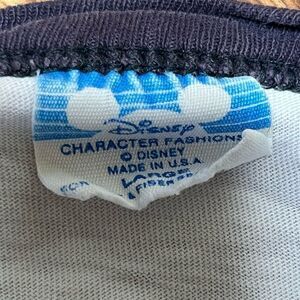 Disney
CHARACTER FASHIONS
© DISNEY
MADE IN U.S.A.
LARGE